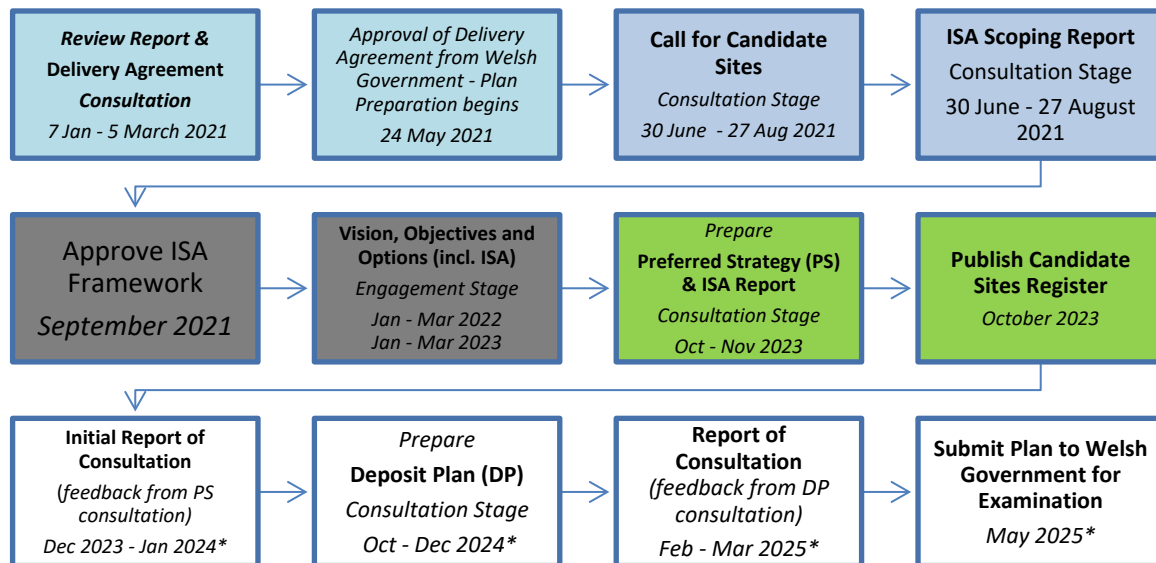 Review Report &
Delivery Agreement
Consultation
7 Jan - 5 March 2021
Approval of Delivery
Agreement from Welsh
Government - Plan
Preparation begins
24 May 2021
Call for Candidate
Sites
Consultation Stage
30 June - 27 Aug 2021
ISA Scoping Report
Consultation Stage
30 June - 27 August
2021
Approve ISA
Framework
September 2021
Vision, Objectives and
Options (incl. ISA)
Engagement Stage
Jan - Mar 2022
Jan - Mar 2023
Prepare
Preferred Strategy (PS)
& ISA Report
Consultation Stage
Oct - Nov 2023
Publish Candidate
Sites Register
October 2023
Initial Report of
Consultation
(feedback from PS
consultation)
Dec 2023 - Jan 2024*
Prepare
Deposit Plan (DP)
Consultation Stage
Oct - Dec 2024*
Report of
Consultation
(feedback from DP
consultation)
Feb - Mar 2025*
Submit Plan to Welsh
Government for
Examination
May 2025*